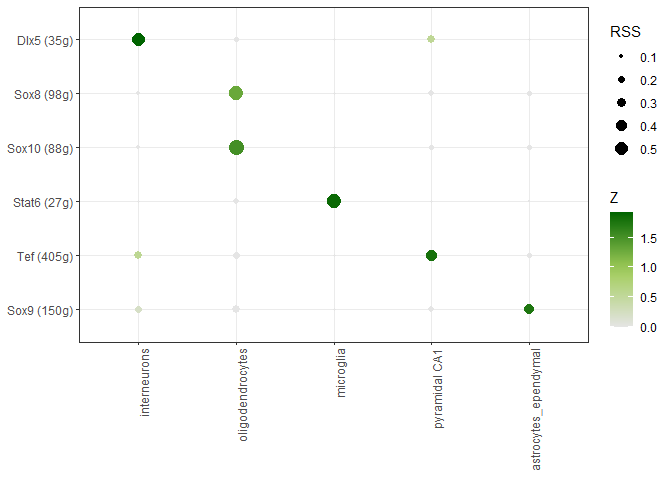 Dlx5 (35g)
Sox8 (98g)
Sox10 (88g)
Stat6 (27g)
Tef (405g)
Sox9 (150g)
interneurons
oligodendrocytes
microglia
pyramidal CA1
astrocytes_ependymal
RSS
0.1
0.2
0.3
0.4
0.5
Z
1.5
1.0
0.5
0.0